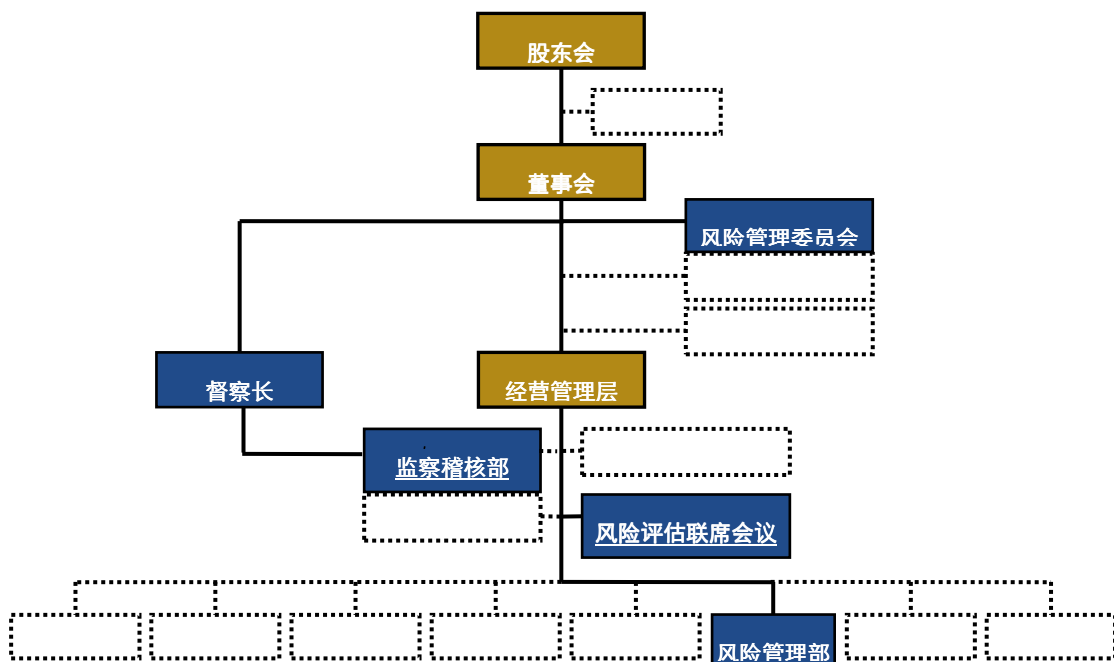 股东会
董事会
风险管理委员会
督察长
经营管理层
监察稽核部
风险评估联席会议
风险管理部